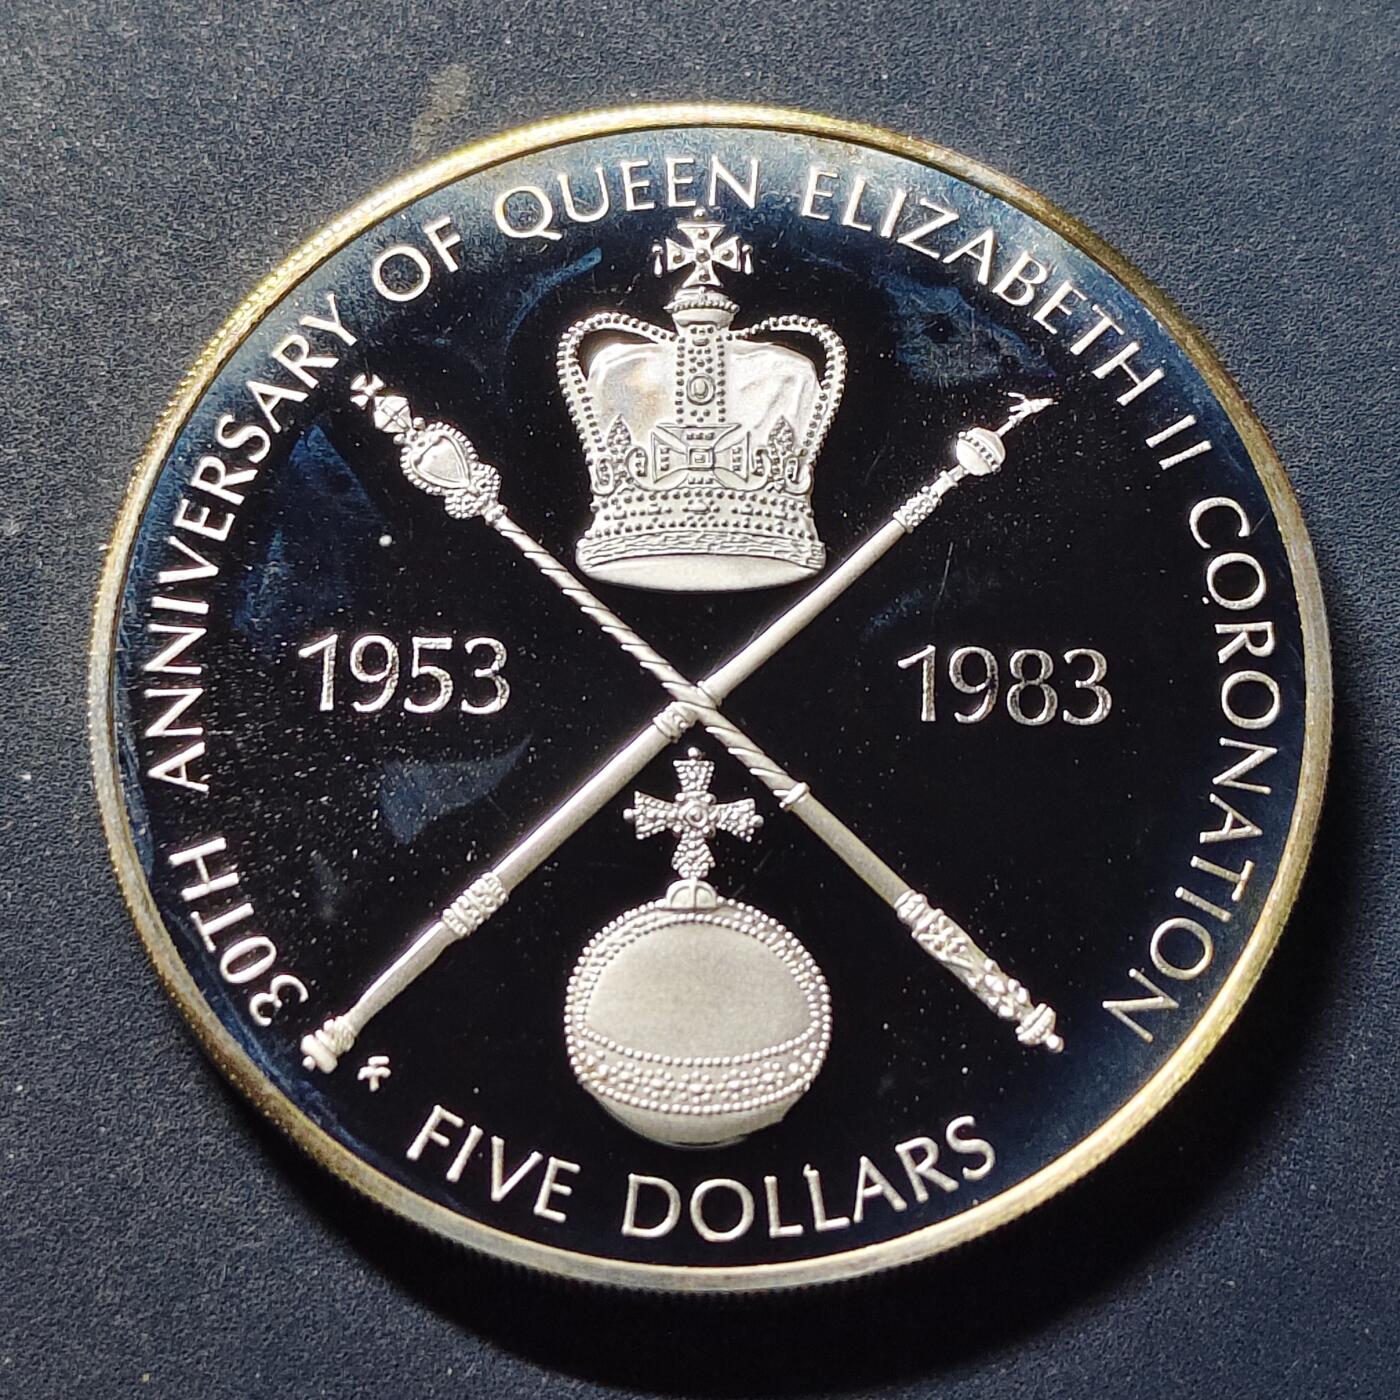 30TH ANNIVERSARY OF QUEEN ELIZABETH II CORONATION
1953
1983
FIVE DOLLARS